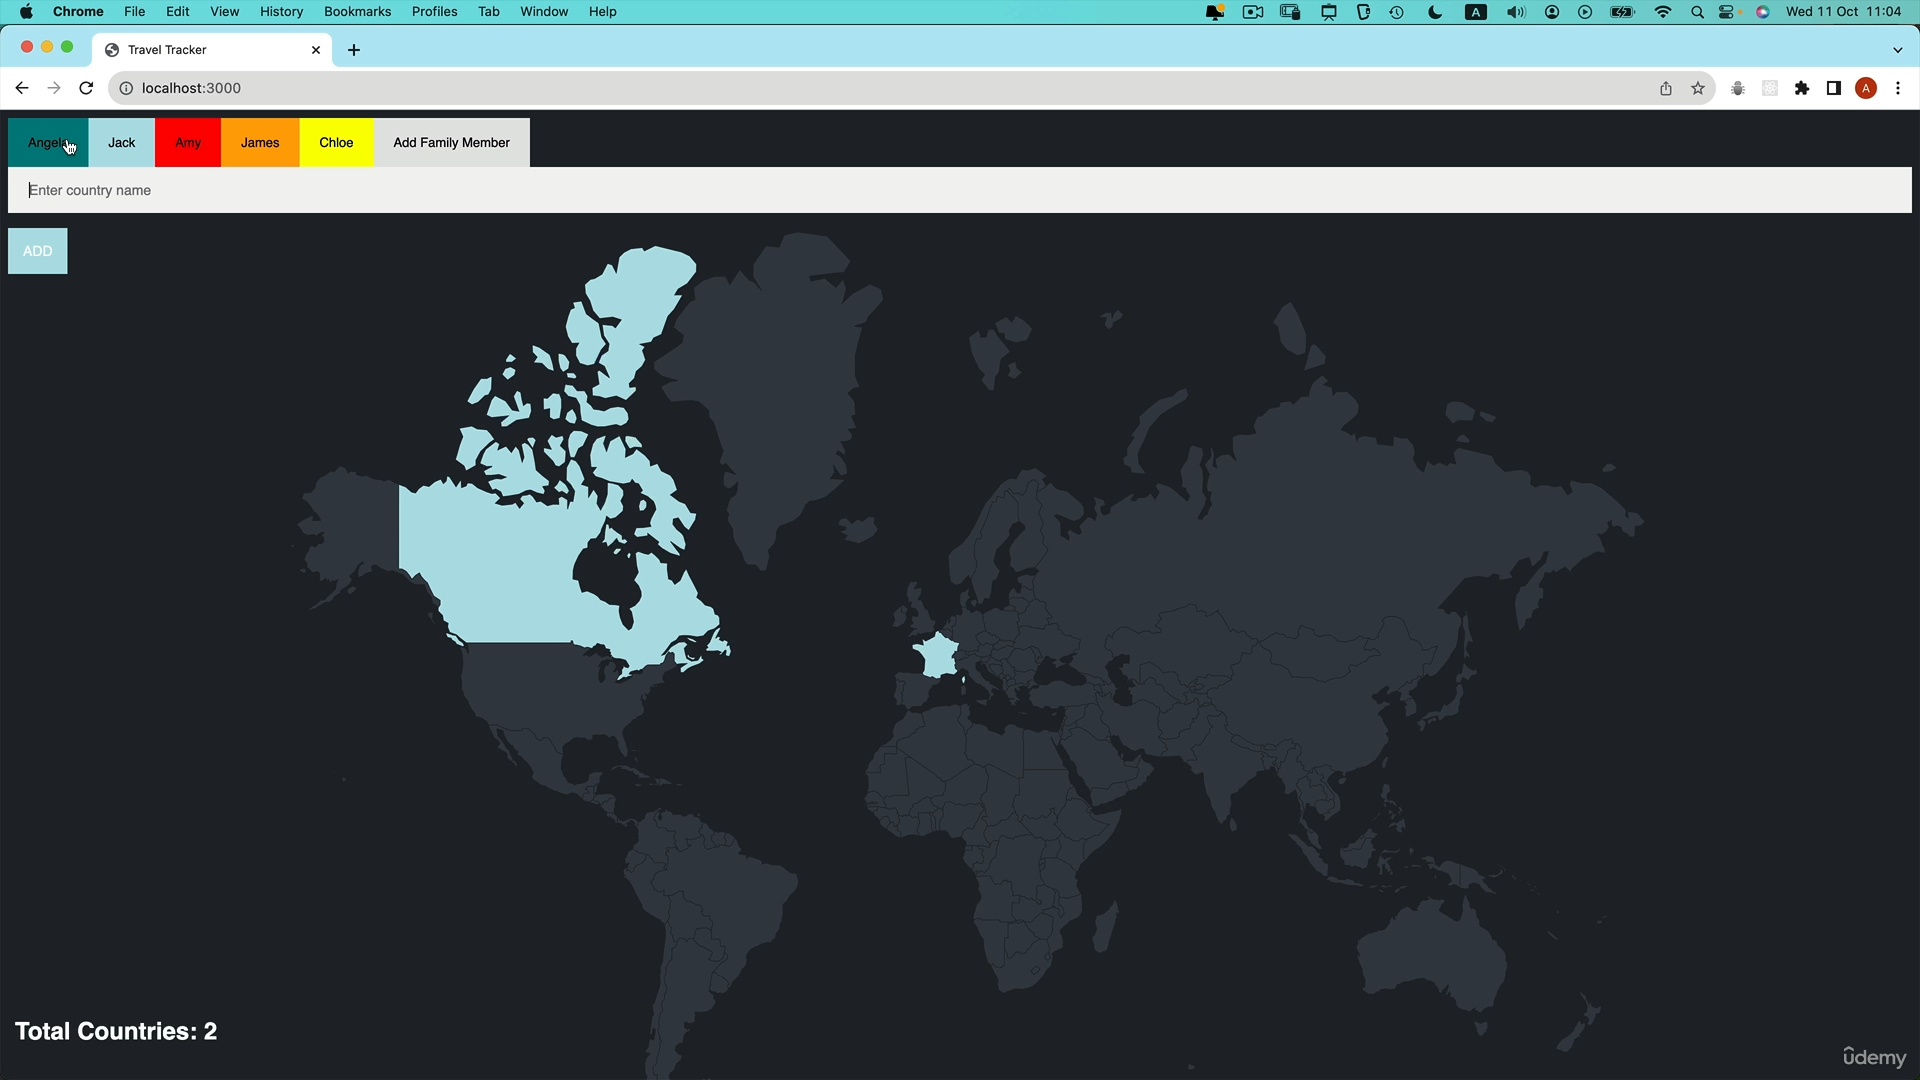 Chrome File Edit View History Bookmarks Profiles Tab Window Help A Wed 11 Oct 11:04
Travel Tracker
localhost:3000 A
Angela Jack Amy James Chloe Add Family Member
Enter country name
ADD
Total Countries: 2
ûdemy